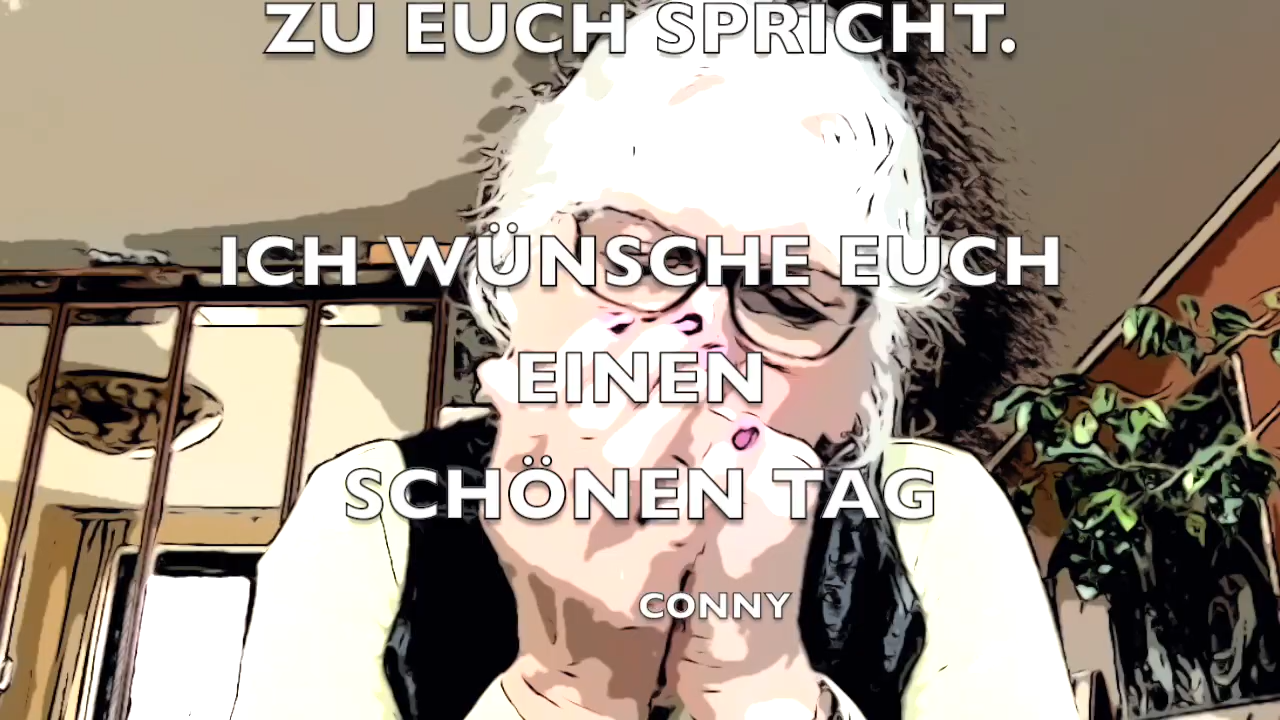 ZU EUCH SPRICHT.
ICH WÜNSCHE EUCH
EINEN
SCHÖNEN TAG
CONNY